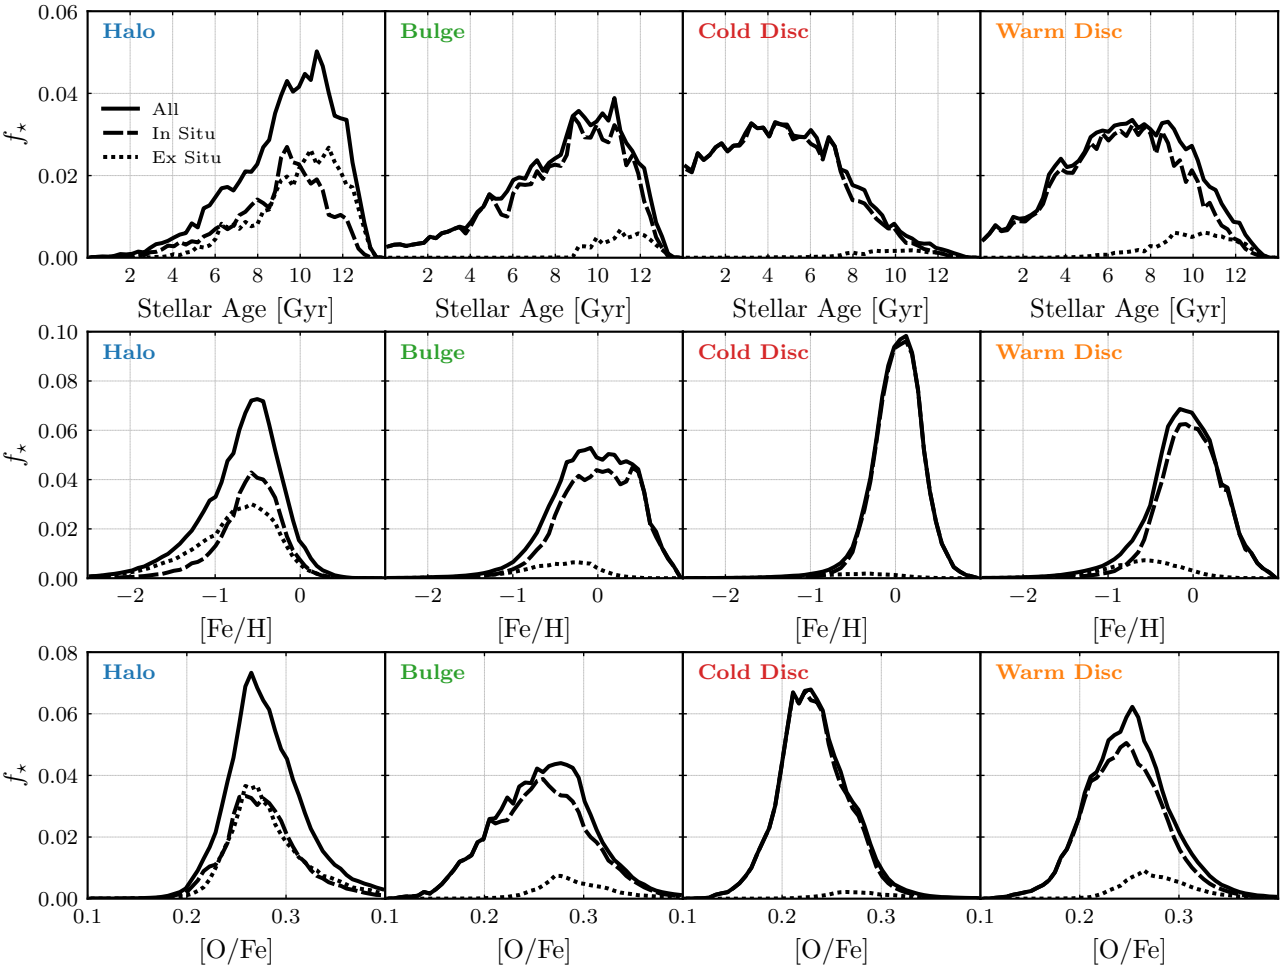 Halo Bulge Cold Disc Warm Disc
0.06
0.04
0.02
0.00
f⋆
All
In Situ
Ex Situ
2 4 6 8 10 12 2 4 6 8 10 12 2 4 6 8 10 12 2 4 6 8 10 12
Stellar Age [Gyr] Stellar Age [Gyr] Stellar Age [Gyr] Stellar Age [Gyr]
Halo Bulge Cold Disc Warm Disc
0.10
0.08
0.06
0.04
0.02
0.00
f⋆
−2 −1 0 −2 −1 0 −2 −1 0 −2 −1 0
[Fe/H] [Fe/H] [Fe/H] [Fe/H]
Halo Bulge Cold Disc Warm Disc
0.08
0.06
0.04
0.02
0.00
f⋆
0.1 0.2 0.3 0.1 0.2 0.3 0.1 0.2 0.3 0.1 0.2 0.3
[O/Fe] [O/Fe] [O/Fe] [O/Fe]